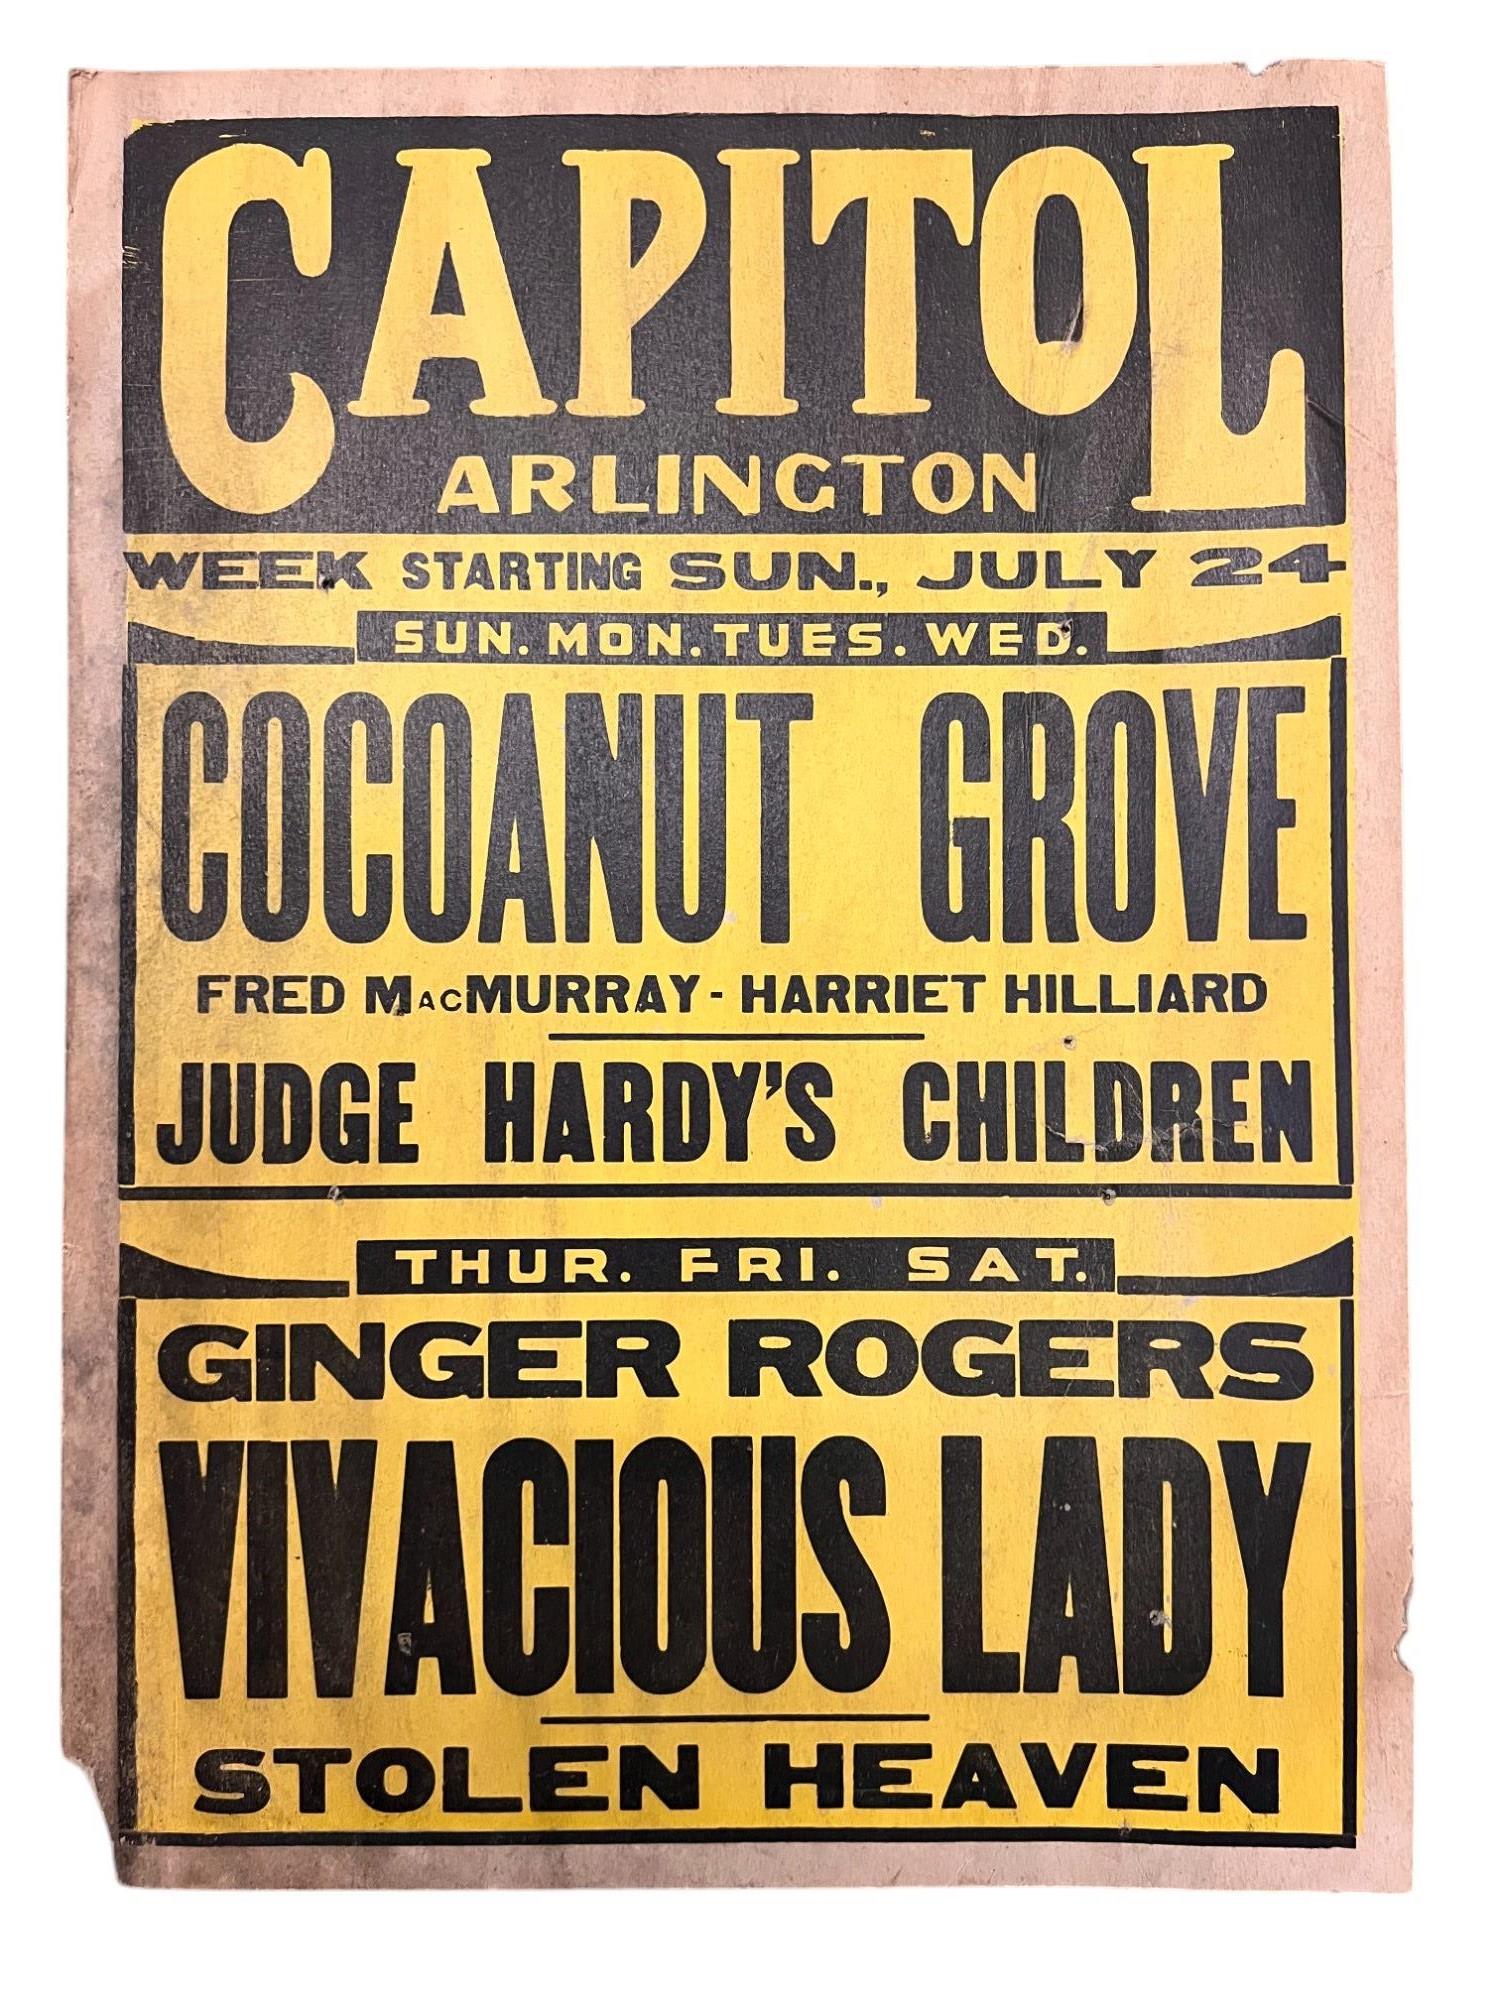 CAPITOL
ARLINGTON
WEEK STARTING SUN., JULY 24
SUN. MON. TUES. WED.
COCOANUT GROVE
FRED MACMURRAY - HARRIET HILLIARD
JUDGE HARDY'S CHILDREN
THUR. FRI. SAT.
GINGER ROGERS
VIVACIOUS LADY
STOLEN HEAVEN